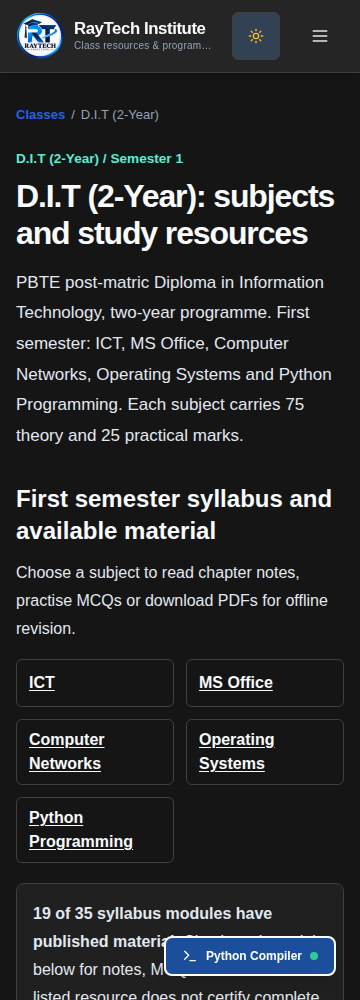 RT
RAYTECH
RayTech Institute
Class resources & program…
Classes / D.I.T (2-Year)
D.I.T (2-Year) / Semester 1
D.I.T (2-Year): subjects
and study resources
PBTE post-matric Diploma in Information
Technology, two-year programme. First
semester: ICT, MS Office, Computer
Networks, Operating Systems and Python
Programming. Each subject carries 75
theory and 25 practical marks.
First semester syllabus and
available material
Choose a subject to read chapter notes,
practise MCQs or download PDFs for offline
revision.
ICT
MS Office
Computer
Networks
Operating
Systems
Python
Programming
19 of 35 syllabus modules have
published
Python Compiler
below for notes,
listed resource does not certify complete